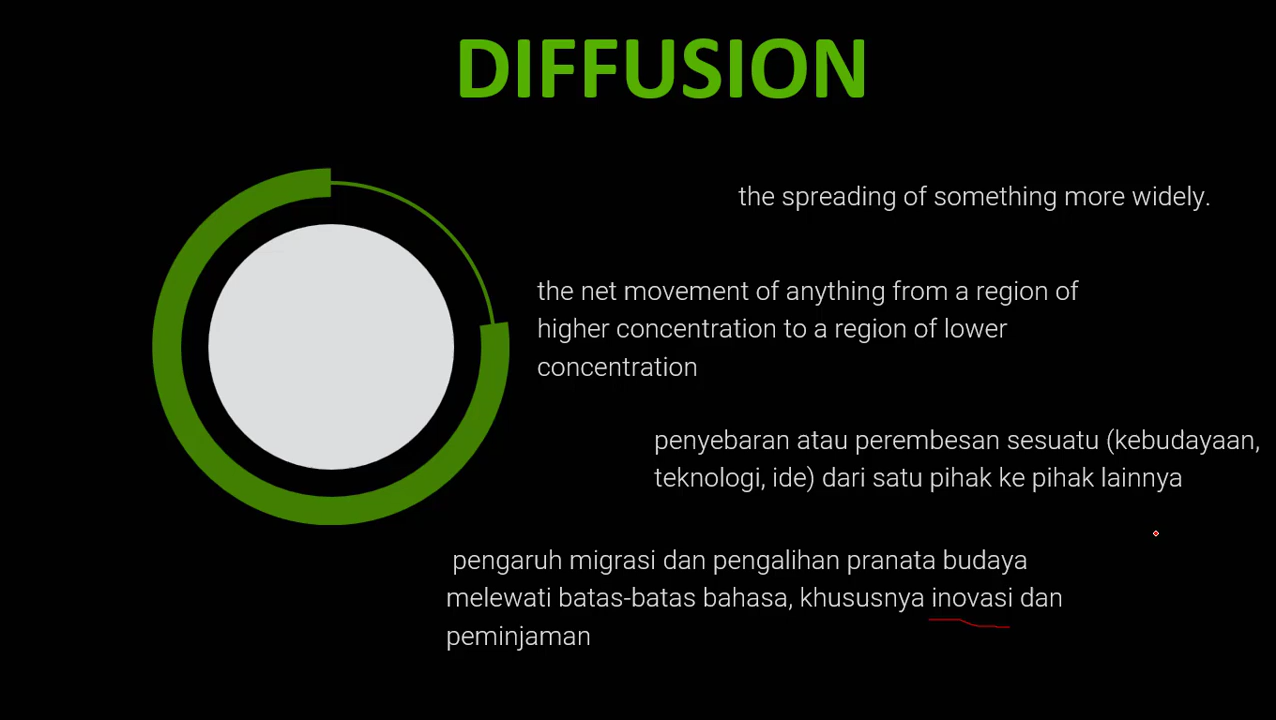 DIFFUSION
the spreading of something more widely.
the net movement of anything from a region of
higher concentration to a region of lower
concentration
penyebaran atau perembesan sesuatu (kebudayaan,
teknologi, ide) dari satu pihak ke pihak lainnya
pengaruh migrasi dan pengalihan pranata budaya
melewati batas-batas bahasa, khususnya inovasi dan
peminjaman